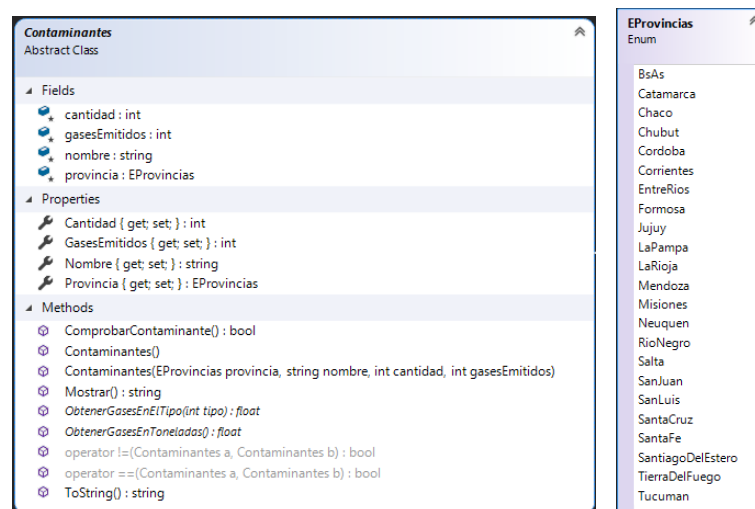 Contaminantes
Abstract Class
Fields
cantidad : int
gasesEmitidos : int
nombre : string
provincia : EProvincias
Properties
Cantidad { get; set; } : int
GasesEmitidos { get; set; } : int
Nombre { get; set; } : string
Provincia { get; set; } : EProvincias
Methods
ComprobarContaminante() : bool
Contaminantes()
Contaminantes(EProvincias provincia, string nombre, int cantidad, int gasesEmitidos)
Mostrar() : string
ObtenerGasesEnElTipo(int tipo) : float
ObtenerGasesEnToneladas() : float
operator !=(Contaminantes a, Contaminantes b) : bool
operator ==(Contaminantes a, Contaminantes b) : bool
ToString() : string
EProvincias
Enum
BsAs
Catamarca
Chaco
Chubut
Cordoba
Corrientes
EntreRios
Formosa
Jujuy
LaPampa
LaRioja
Mendoza
Misiones
Neuquen
RioNegro
Salta
SanJuan
SanLuis
SantaCruz
SantaFe
SantiagoDelEstero
TierraDelFuego
Tucuman